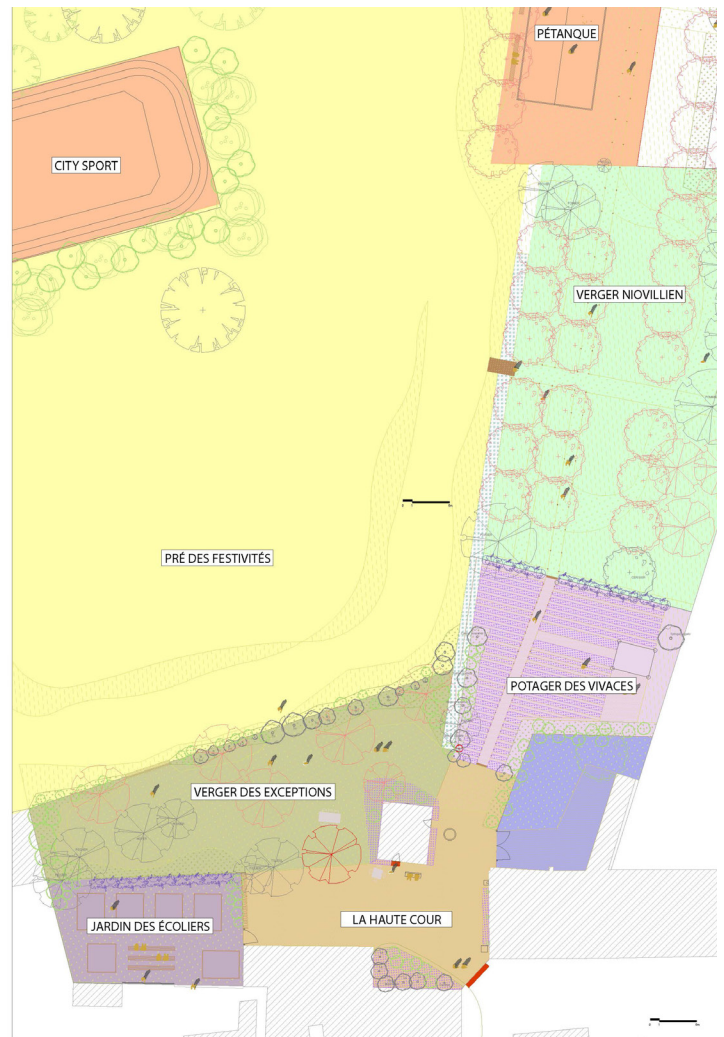 PÉTANQUE
CITY SPORT
VERGER NIOVILLIEN
PRÉ DES FESTIVITÉS
POTAGER DES VIVACES
VERGER DES EXCEPTIONS
LA HAUTE COUR
JARDIN DES ÉCOLIERS